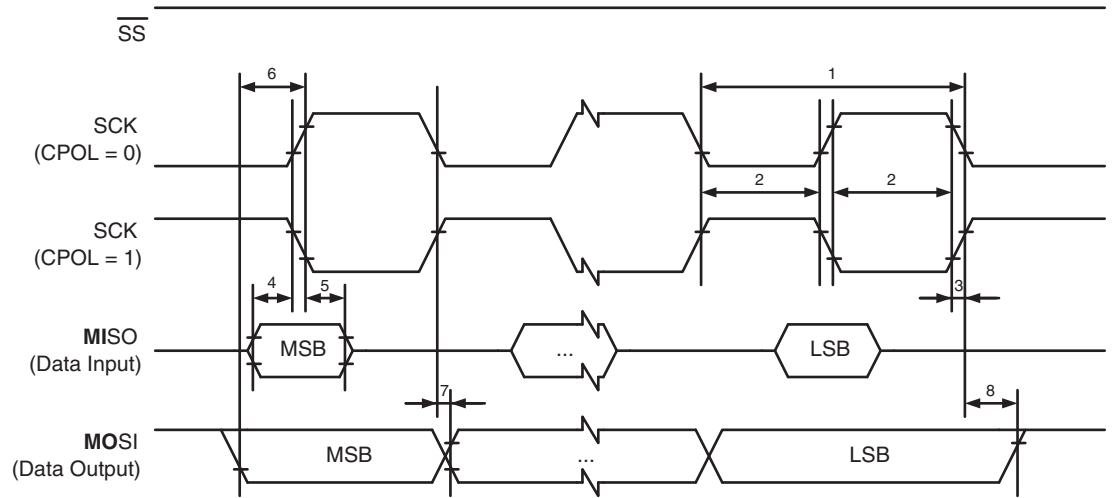 SS
6
1
SCK
(CPOL = 0)
2
2
SCK
(CPOL = 1)
4
5
3
MISO
(Data Input)
MSB
...
LSB
7
8
MOSI
(Data Output)
MSB
...
LSB